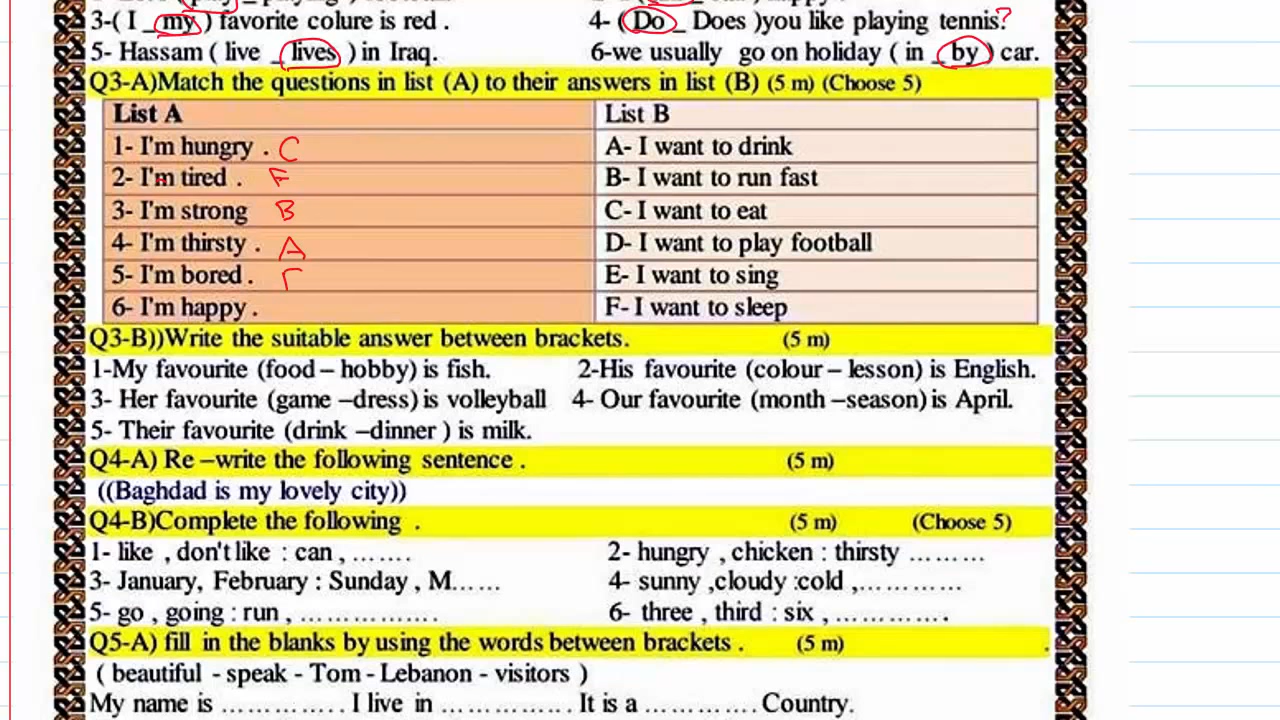 3-( I _ my ) favorite colure is red .
4- ( Do _ Does )you like playing tennis?
5- Hassam ( live _ lives ) in Iraq.
6-we usually go on holiday ( in _ by ) car.
Q3-A)Match the questions in list (A) to their answers in list (B) (5 m) (Choose 5)
List A
List B
1- I'm hungry . C
A- I want to drink
2- I'm tired . F
B- I want to run fast
3- I'm strong B
C- I want to eat
4- I'm thirsty . A
D- I want to play football
5- I'm bored .
E- I want to sing
6- I'm happy .
F- I want to sleep
Q3-B))Write the suitable answer between brackets. (5 m)
1-My favourite (food – hobby) is fish.
2-His favourite (colour – lesson) is English.
3- Her favourite (game –dress) is volleyball
4- Our favourite (month –season) is April.
5- Their favourite (drink –dinner ) is milk.
Q4-A) Re –write the following sentence . (5 m)
((Baghdad is my lovely city))
Q4-B)Complete the following . (5 m) (Choose 5)
1- like , don't like : can , .......
2- hungry , chicken : thirsty .........
3- January, February : Sunday , M......
4- sunny ,cloudy :cold ,............
5- go , going : run , ...............
6- three , third : six , .............
Q5-A) fill in the blanks by using the words between brackets . (5 m) .
( beautiful - speak - Tom - Lebanon - visitors )
My name is ............. . I live in .............. . It is a ............ Country.